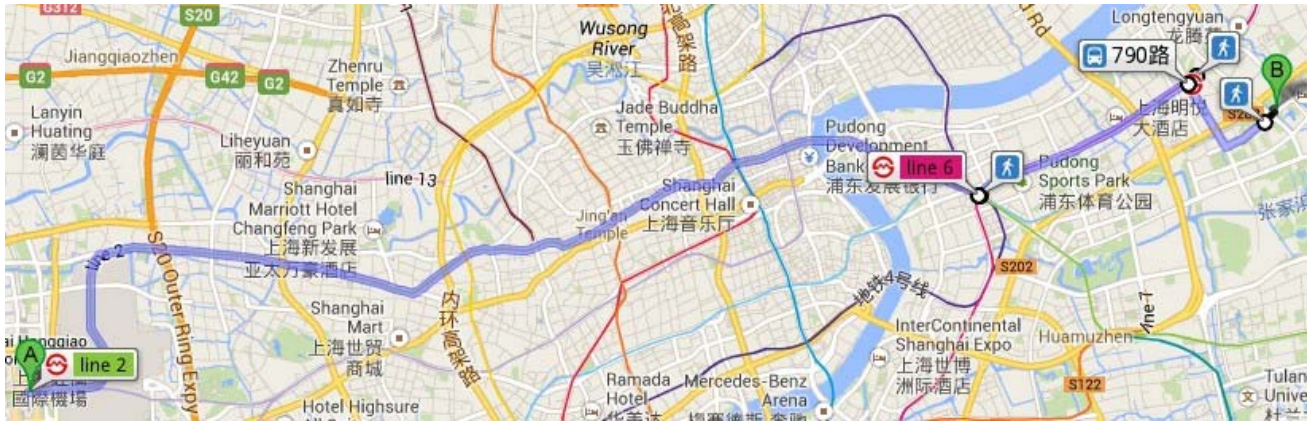 G312
S20
Jiangqiaozhen
G2
G42
G2
Zhenru
Temple
真如寺
Lanyin
Huating
澜茵华庭
Liheyuan
丽和苑
line 13
Shanghai
Marriott Hotel
Changfeng Park
上海新发展
亚太万豪酒店
line 2
S20 Outer Ring Expy
Shanghai
Mart
上海世贸
商城
内环高架路
A
line 2
國際機場
Hotel Highsure
Wusong
River
吴淞江
Jade Buddha
Temple
玉佛禅寺
Jing'an
Temple
Shanghai
Concert Hall
上海音乐厅
Ramada
Hotel
Mercedes-Benz
Arena
Pudong
Development
Bank
浦东发展银行
line 6
地铁4号线
InterContinental
Shanghai Expo
上海世博
洲际酒店
S202
Huamuzhen
S122
line 7
Pudong
Sports Park
浦东体育公园
790路
上海明悦
大酒店
Longtengyuan
B
Rd